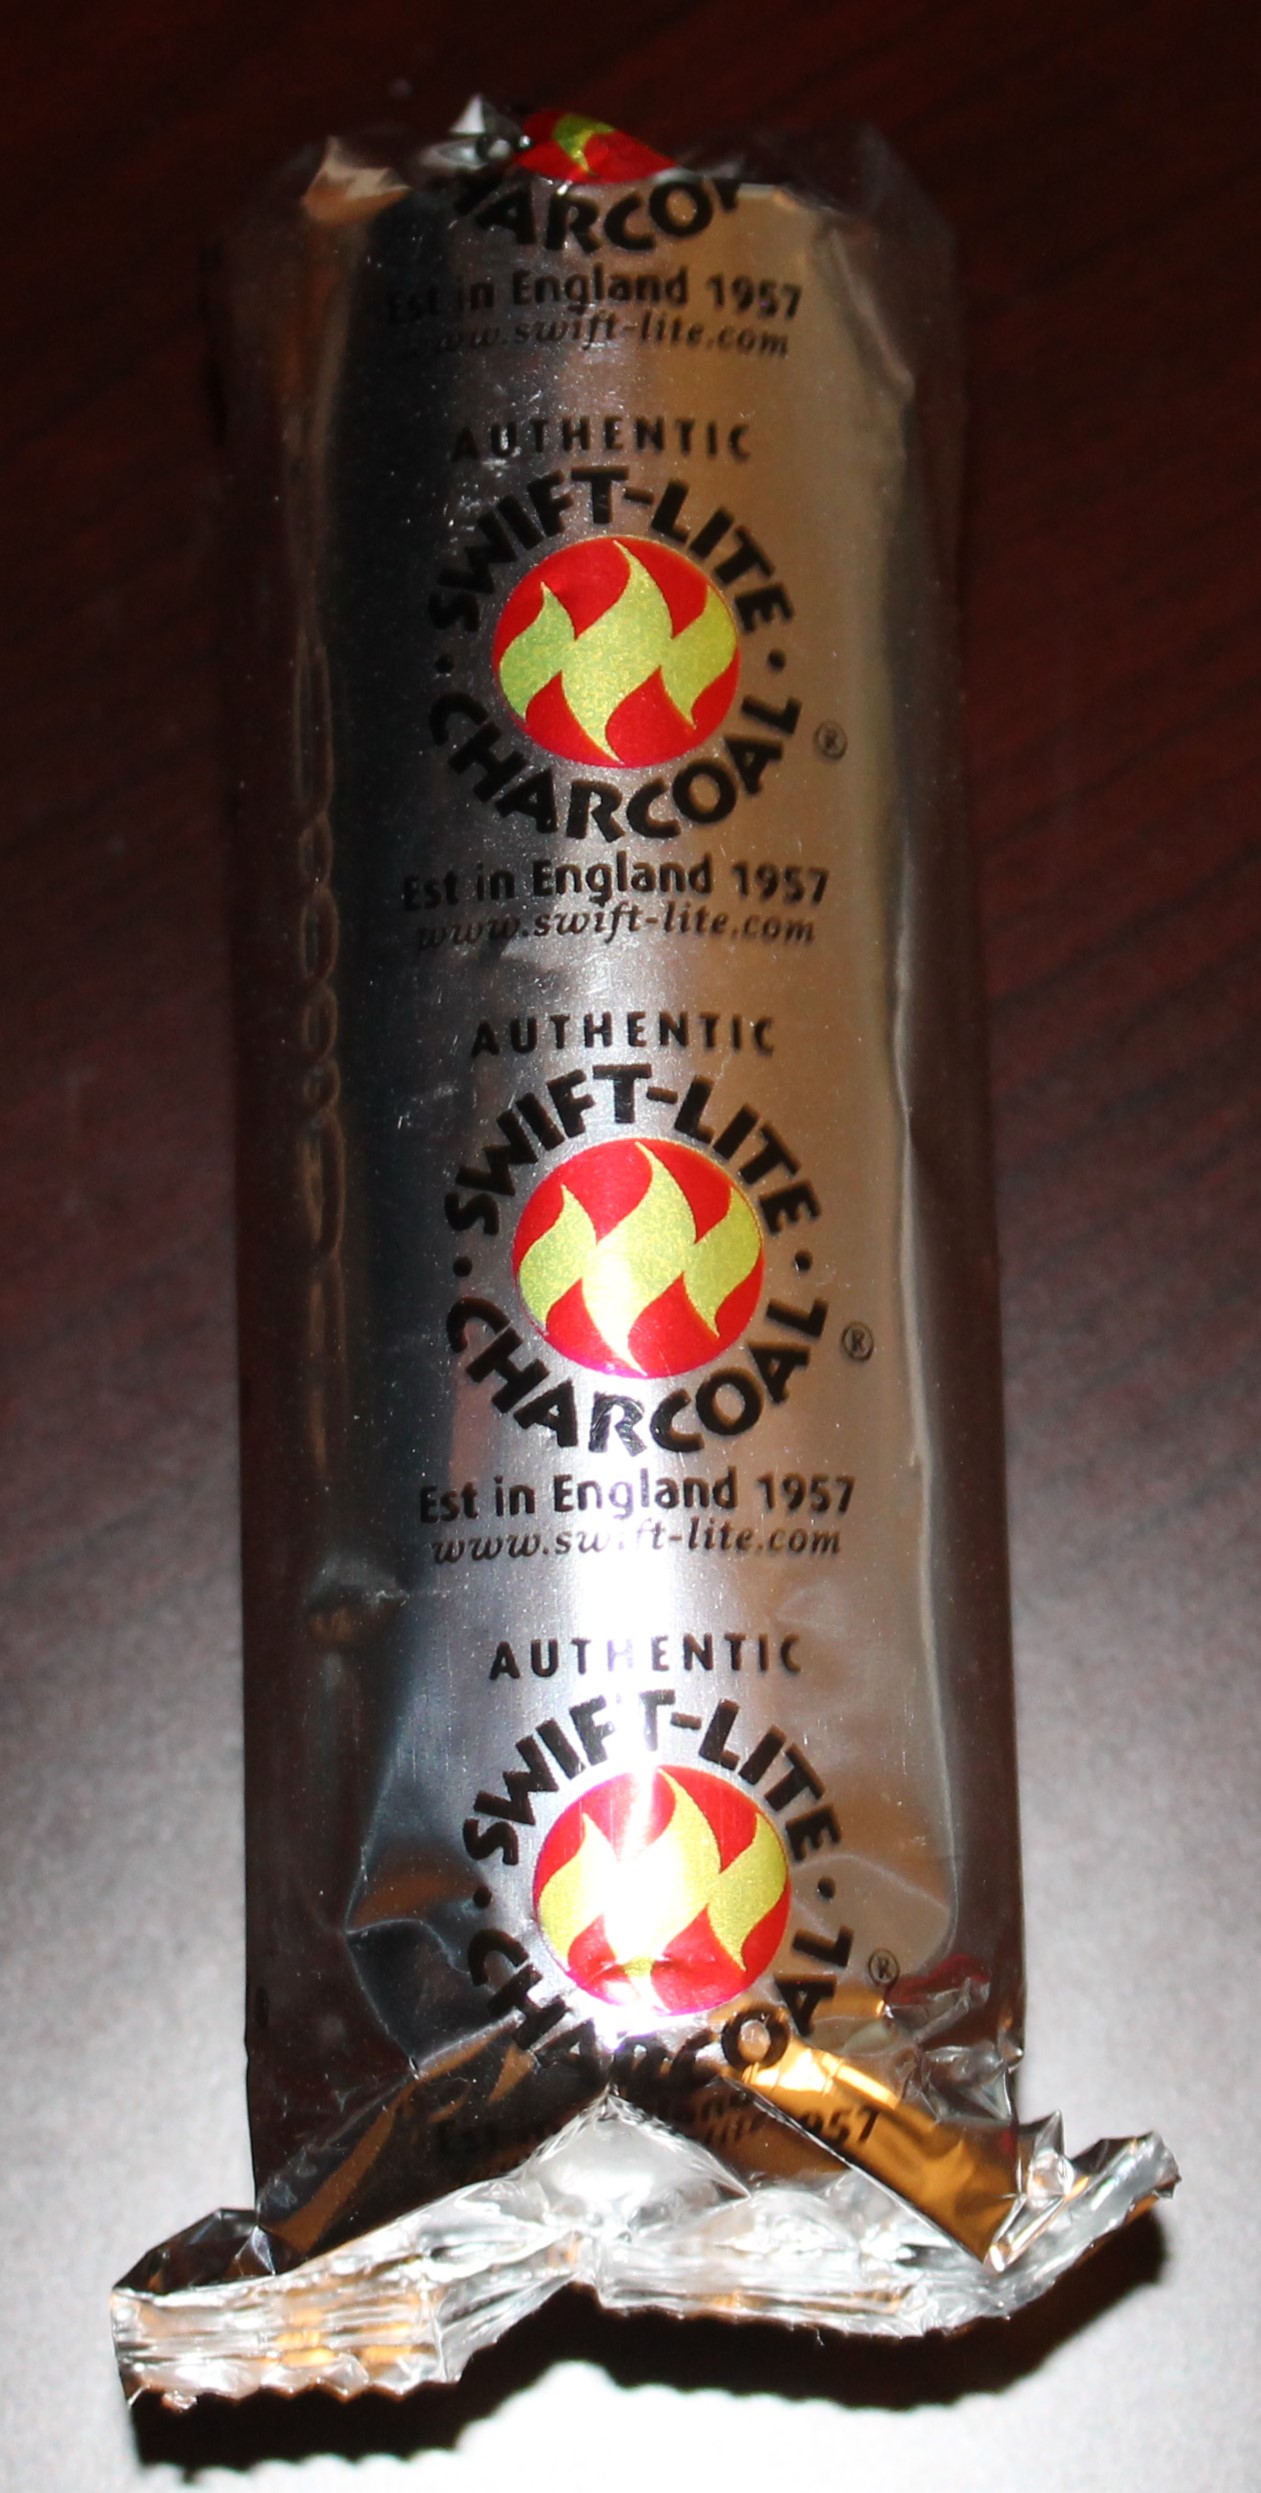 Est in England 1957
www.swift-lite.com
AUTHENTIC
SWIFT-LITE
• CHARCOAL • ®
Est in England 1957
www.swift-lite.com
AUTHENTIC
SWIFT-LITE
• CHARCOAL • ®
Est in England 1957
www.swift-lite.com
AUTHENTIC
SWIFT-LITE
• CHARCOAL • ®
1957